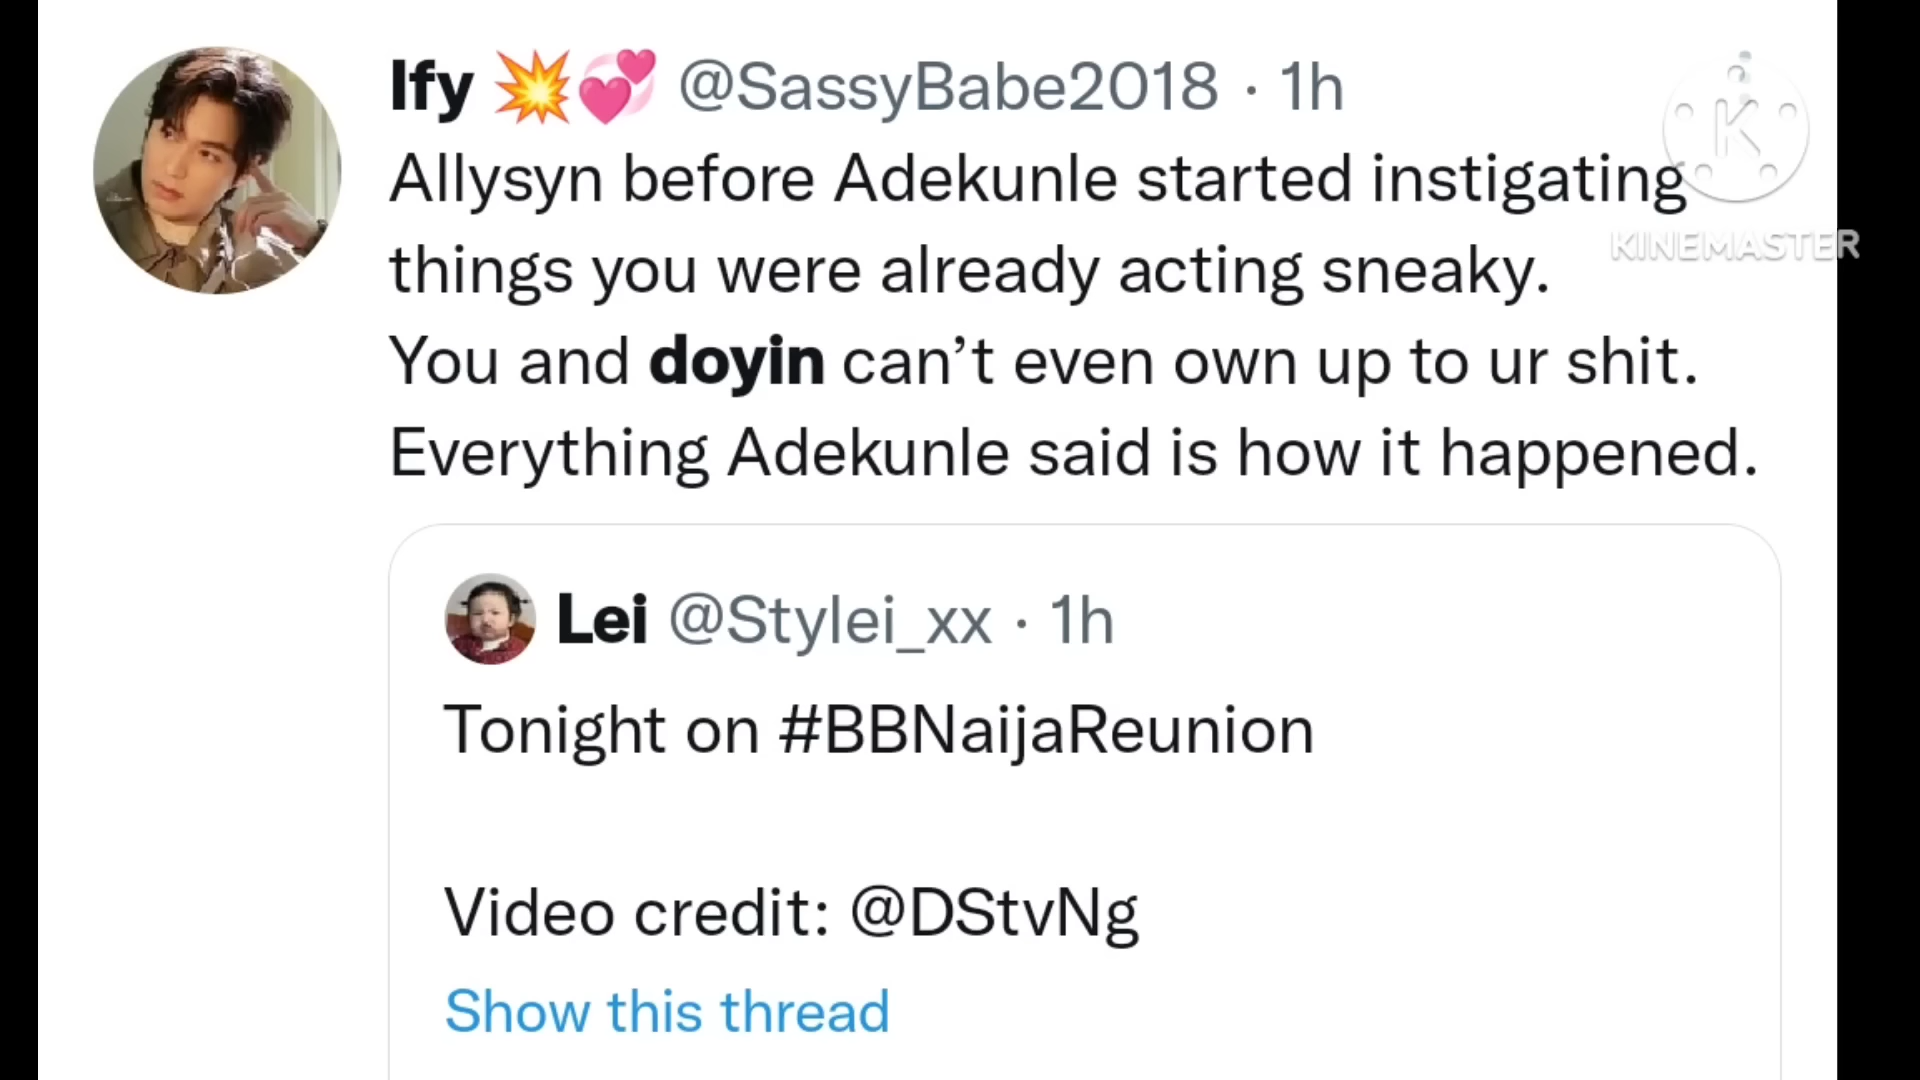 Ify 💥💞 @SassyBabe2018 · 1h
Allysyn before Adekunle started instigating
things you were already acting sneaky.
You and doyin can’t even own up to ur shit.
Everything Adekunle said is how it happened.
Lei @Stylei_xx · 1h
Tonight on #BBNaijaReunion
Video credit: @DStvNg
Show this thread
K
KINEMASTER